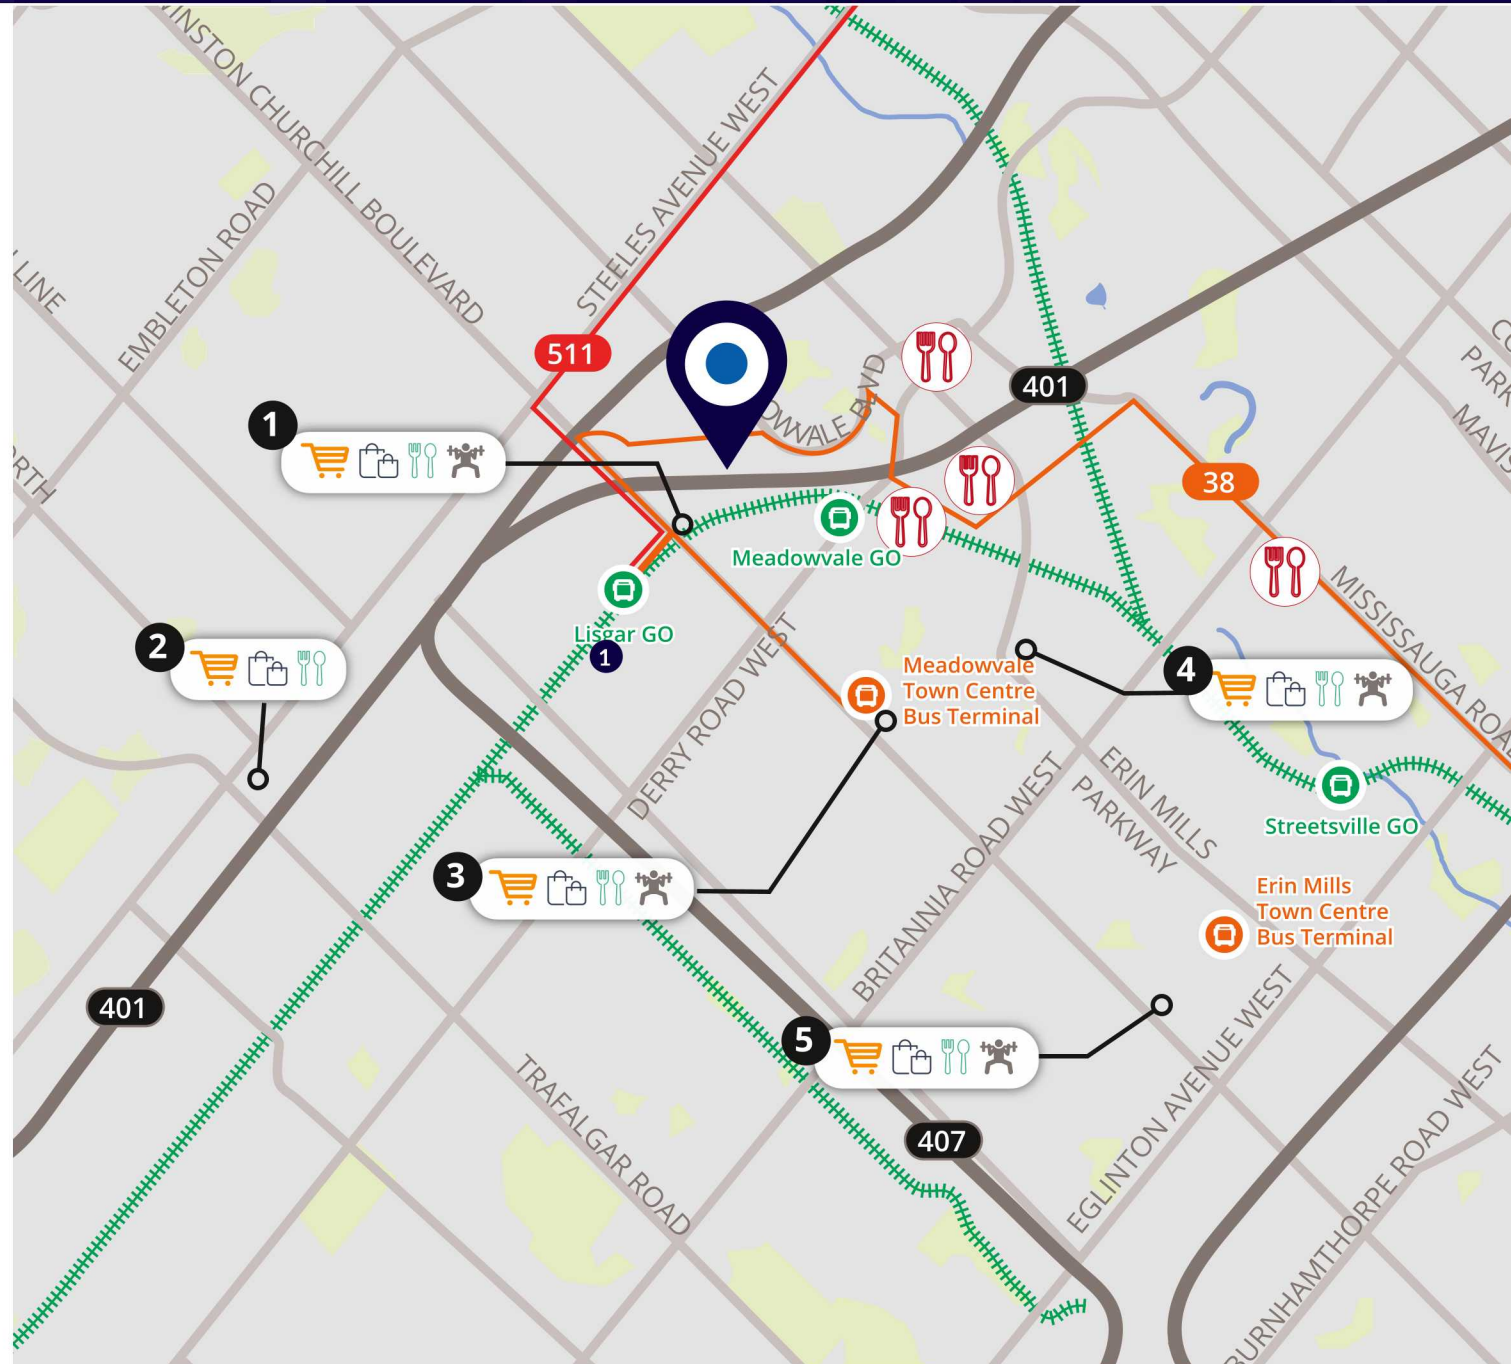 WINSTON CHURCHILL BOULEVARD
STEELES AVENUE WEST
EMBLETON ROAD
LINE
511
OWVALE BLVD
401
PARK
MAVIS
1
38
Meadowvale GO
Lisgar GO
1
2
MISSISSAUGA ROA
Meadowvale
Town Centre
Bus Terminal
4
DERRY ROAD WEST
ERIN MILLS
PARKWAY
Streetsville GO
BRITANNIA ROAD WEST
3
Erin Mills
Town Centre
Bus Terminal
401
5
EGLINTON AVENUE WEST
TRAFALGAR ROAD
407
BURNHAMTHORPE ROAD WEST